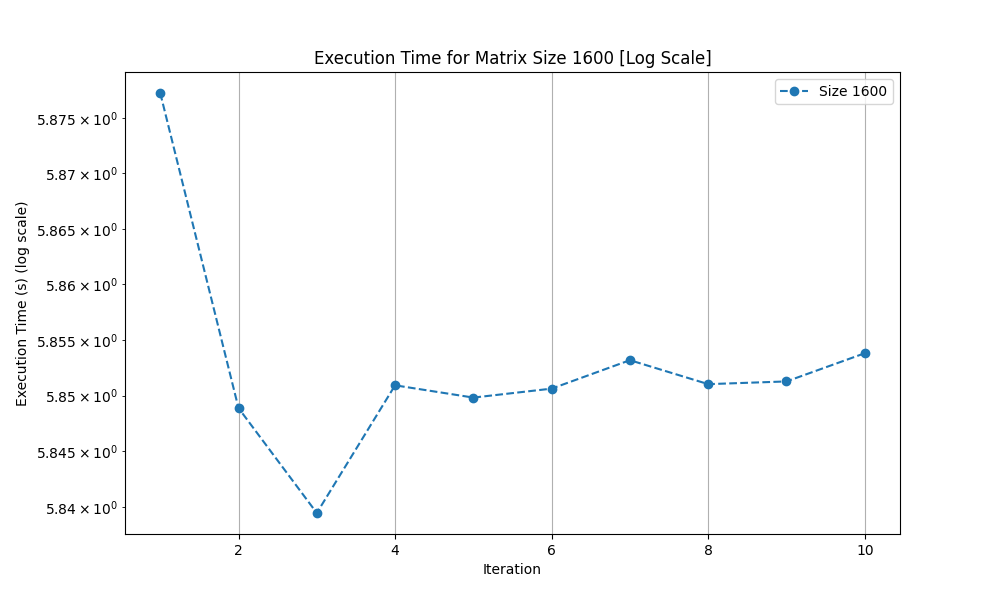 Execution Time for Matrix Size 1600 [Log Scale]
Size 1600
5.875 × 10⁰
5.87 × 10⁰
5.865 × 10⁰
5.86 × 10⁰
5.855 × 10⁰
5.85 × 10⁰
5.845 × 10⁰
5.84 × 10⁰
Execution Time (s) (log scale)
2 4 6 8 10
Iteration